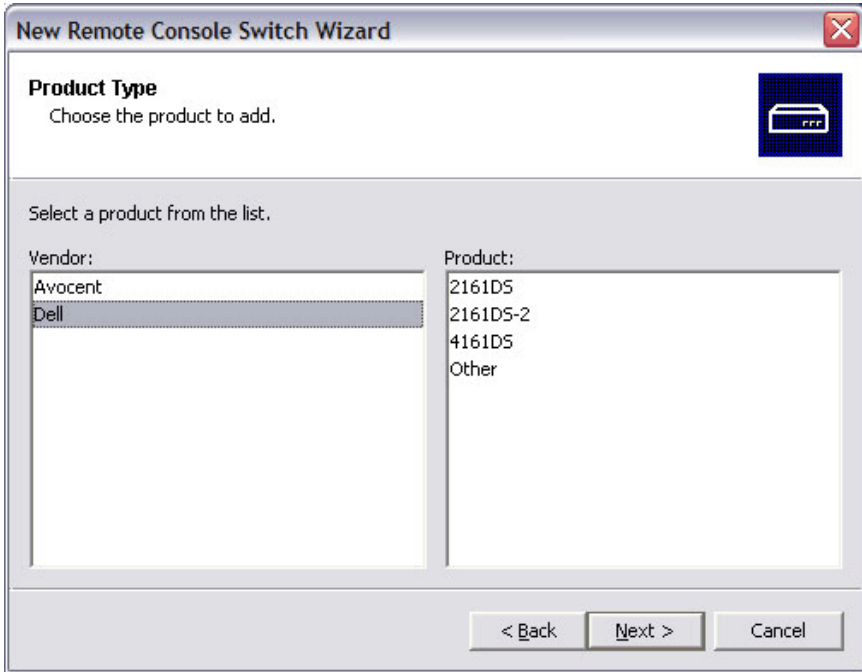 New Remote Console Switch Wizard
Product Type
Choose the product to add.
Select a product from the list.
Vendor:
Avocent
Dell
Product:
2161DS
2161DS-2
4161DS
Other
< Back
Next >
Cancel